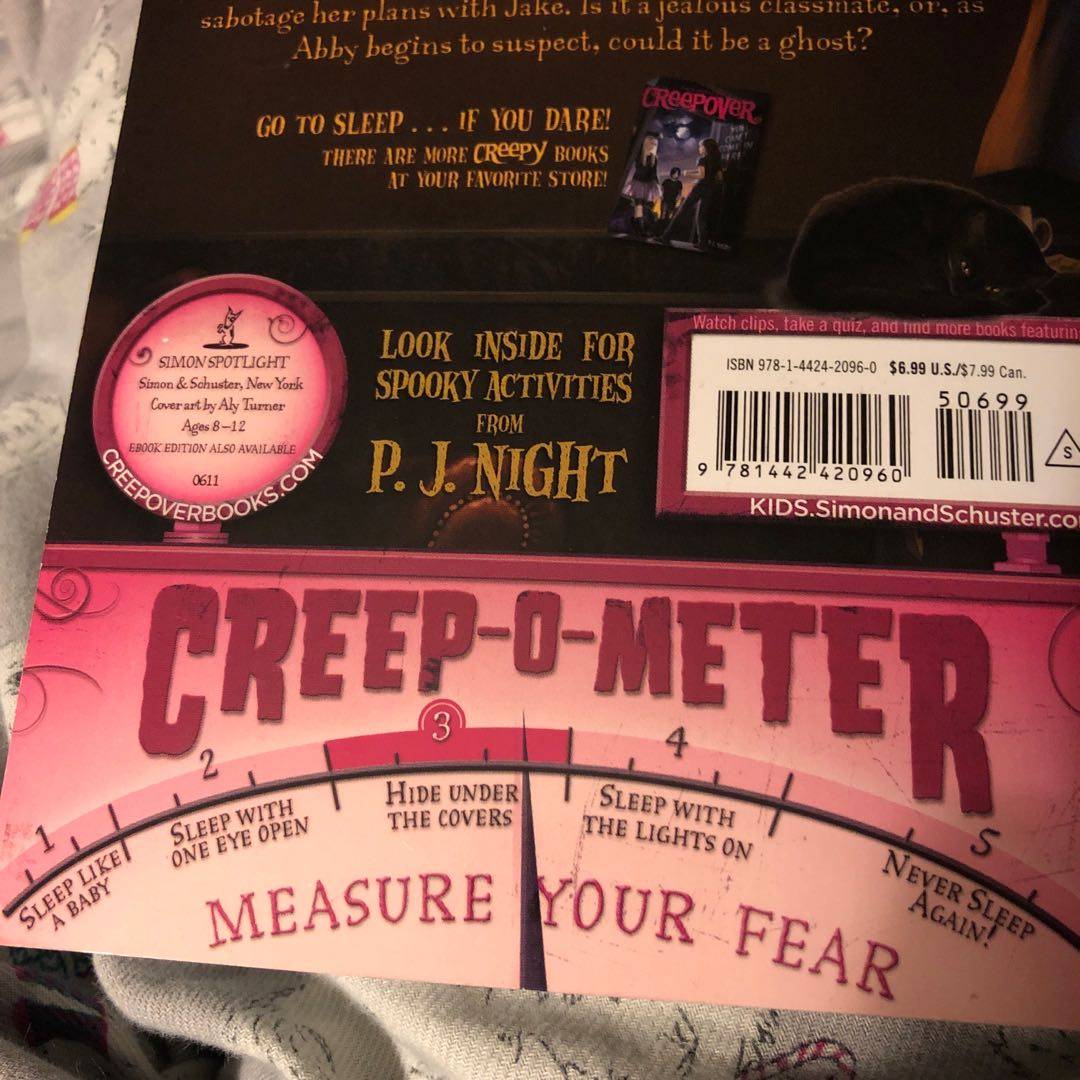 sabotage her plans with Jake. Is it a jealous classmate, or, as
Abby begins to suspect, could it be a ghost?
GO TO SLEEP . . . IF YOU DARE!
THERE ARE MORE CREEPY BOOKS
AT YOUR FAVORITE STORE!
CREEPOVER
SIMON SPOTLIGHT
Simon & Schuster, New York
Cover art by Aly Turner
Ages 8–12
EBOOK EDITION ALSO AVAILABLE
0611
CREEPOVERBOOKS.COM
LOOK INSIDE FOR
SPOOKY ACTIVITIES
FROM
P. J. NIGHT
Watch clips, take a quiz, and find more books featurin
ISBN 978-1-4424-2096-0 $6.99 U.S./$7.99 Can.
50699
9 781442 420960
S
KIDS.SimonandSchuster.co
CREEP-O-METER
1
2
3
4
5
SLEEP LIKE
A BABY
SLEEP WITH
ONE EYE OPEN
HIDE UNDER
THE COVERS
SLEEP WITH
THE LIGHTS ON
NEVER SLEEP
AGAIN!
MEASURE YOUR FEAR